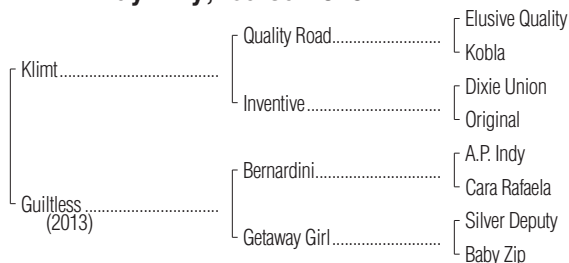 Elusive Quality
Quality Road
Kobla
Klimt
Dixie Union
Inventive
Original
A.P. Indy
Bernardini
Cara Rafaela
Guiltless
(2013)
Silver Deputy
Getaway Girl
Baby Zip